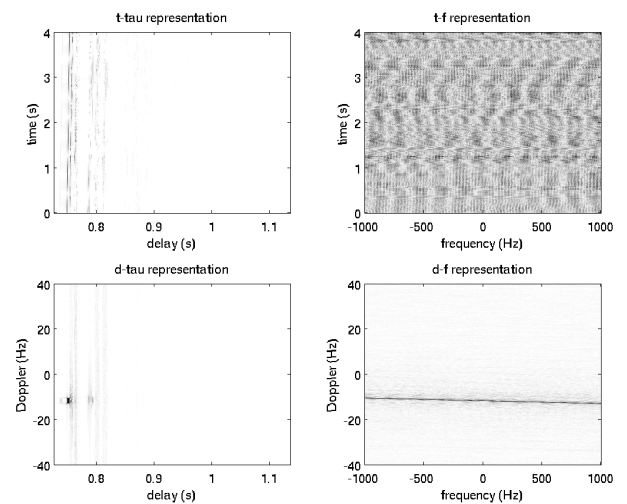 t-tau representation
4
3
2
1
0
time (s)
0.8 0.9 1 1.1
delay (s)
t-f representation
4
3
2
1
0
time (s)
-1000 -500 0 500 1000
frequency (Hz)
d-tau representation
40
20
0
-20
-40
Doppler (Hz)
0.8 0.9 1 1.1
delay (s)
d-f representation
40
20
0
-20
-40
Doppler (Hz)
-1000 -500 0 500 1000
frequency (Hz)